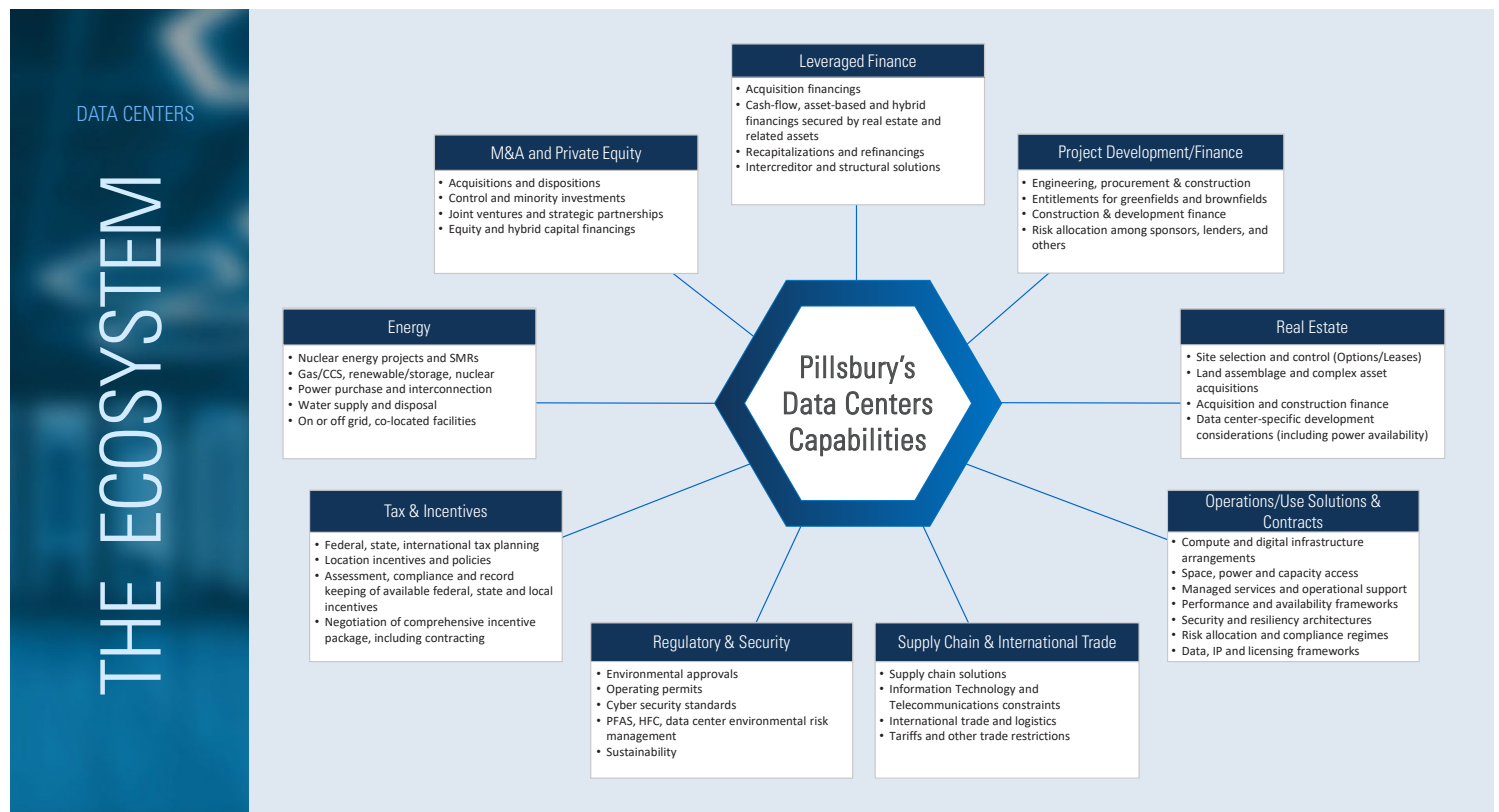 DATA CENTERS
THE ECOSYSTEM
Leveraged Finance
• Acquisition financings
• Cash-flow, asset-based and hybrid
financings secured by real estate and
related assets
• Recapitalizations and refinancings
• Intercreditor and structural solutions
M&A and Private Equity
• Acquisitions and dispositions
• Control and minority investments
• Joint ventures and strategic partnerships
• Equity and hybrid capital financings
Project Development/Finance
• Engineering, procurement & construction
• Entitlements for greenfields and brownfields
• Construction & development finance
• Risk allocation among sponsors, lenders, and
others
Energy
• Nuclear energy projects and SMRs
• Gas/CCS, renewable/storage, nuclear
• Power purchase and interconnection
• Water supply and disposal
• On or off grid, co-located facilities
Pillsbury's
Data Centers
Capabilities
Real Estate
• Site selection and control (Options/Leases)
• Land assemblage and complex asset
acquisitions
• Acquisition and construction finance
• Data center-specific development
considerations (including power availability)
Tax & Incentives
• Federal, state, international tax planning
• Location incentives and policies
• Assessment, compliance and record
keeping of available federal, state and local
incentives
• Negotiation of comprehensive incentive
package, including contracting
Operations/Use Solutions &
Contracts
• Compute and digital infrastructure
arrangements
• Space, power and capacity access
• Managed services and operational support
• Performance and availability frameworks
• Security and resiliency architectures
• Risk allocation and compliance regimes
• Data, IP and licensing frameworks
Regulatory & Security
• Environmental approvals
• Operating permits
• Cyber security standards
• PFAS, HFC, data center environmental risk
management
• Sustainability
Supply Chain & International Trade
• Supply chain solutions
• Information Technology and
Telecommunications constraints
• International trade and logistics
• Tariffs and other trade restrictions